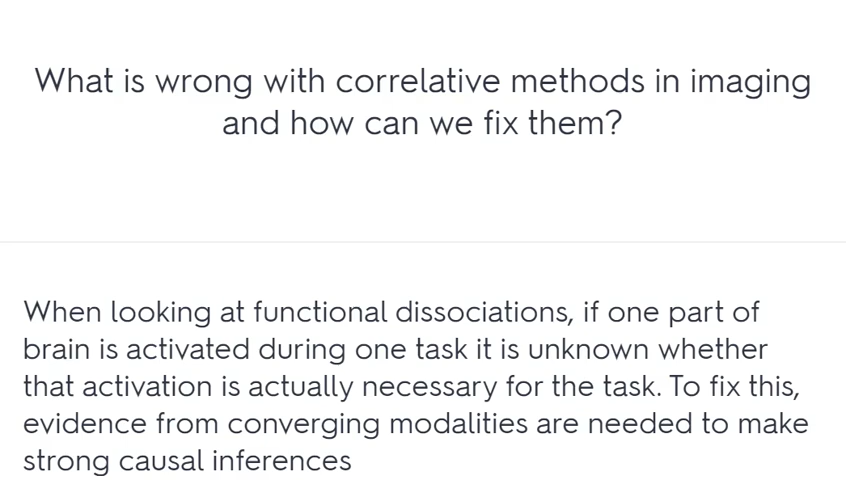 What is wrong with correlative methods in imaging
and how can we fix them?
When looking at functional dissociations, if one part of
brain is activated during one task it is unknown whether
that activation is actually necessary for the task. To fix this,
evidence from converging modalities are needed to make
strong causal inferences